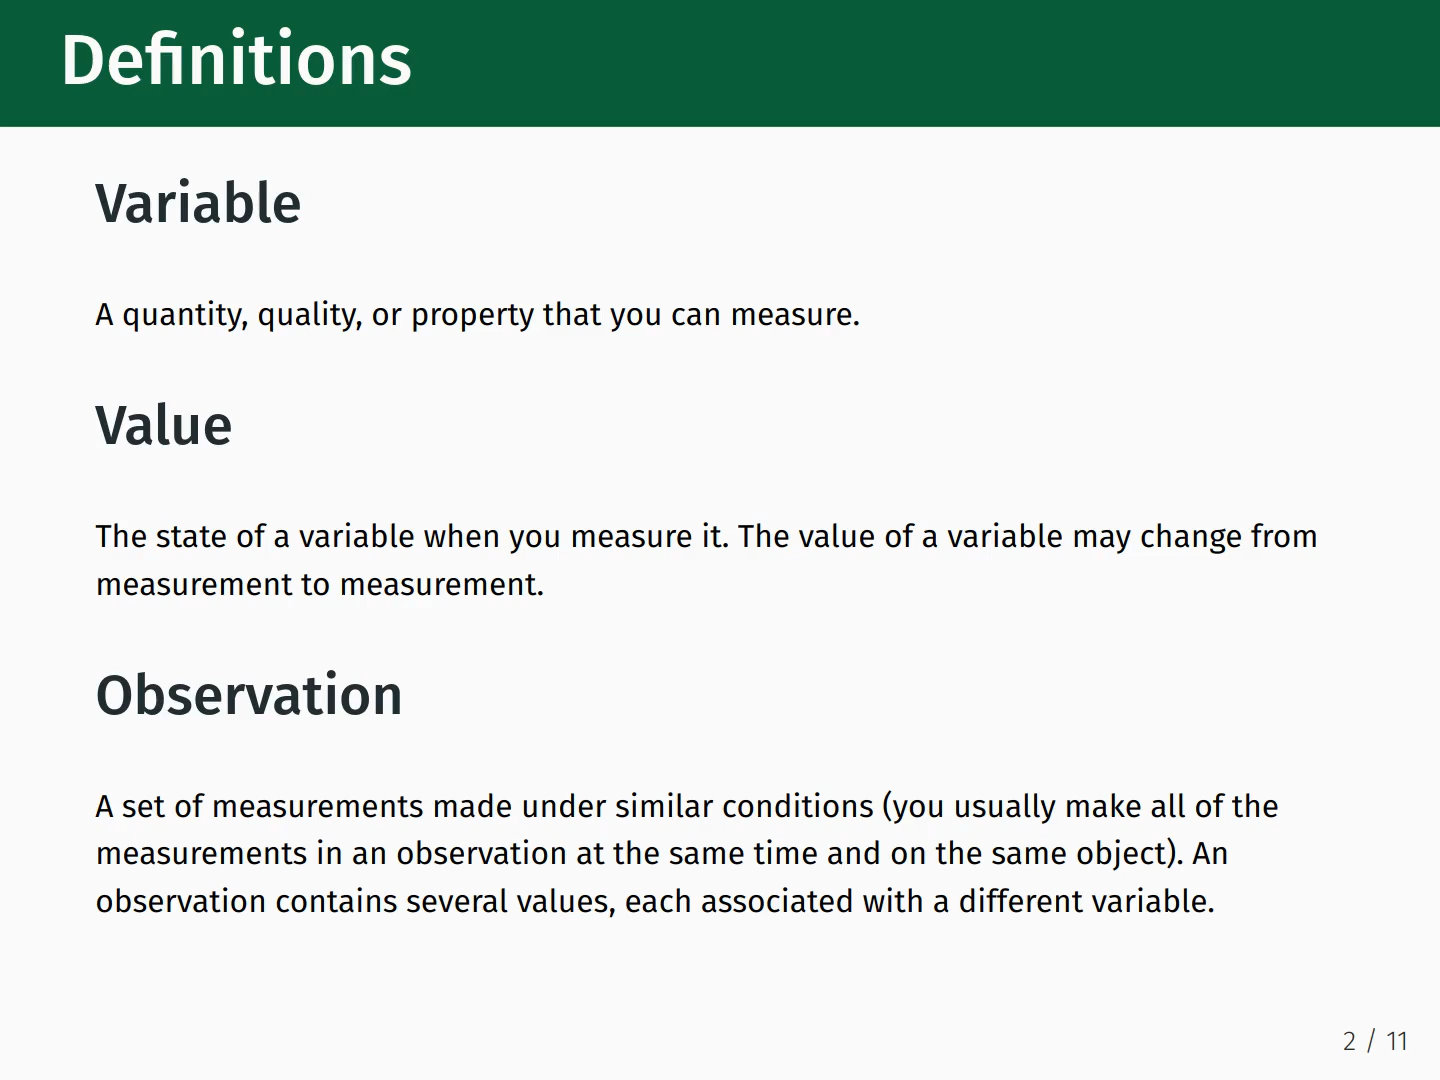 Definitions
Variable
A quantity, quality, or property that you can measure.
Value
The state of a variable when you measure it. The value of a variable may change from
measurement to measurement.
Observation
A set of measurements made under similar conditions (you usually make all of the
measurements in an observation at the same time and on the same object). An
observation contains several values, each associated with a different variable.
2 / 11